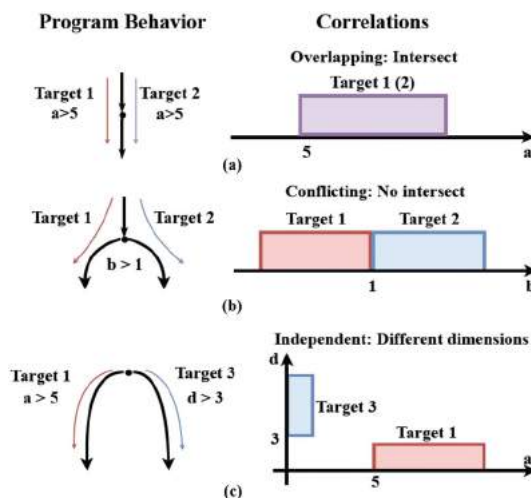 Program Behavior
Correlations
Target 1
a>5
Target 2
a>5
Overlapping: Intersect
Target 1 (2)
5
a
(a)
Target 1
Target 2
b > 1
Conflicting: No intersect
Target 1
Target 2
1
b
(b)
Target 1
a > 5
Target 3
d > 3
Independent: Different dimensions
d
Target 3
3
Target 1
5
a
(c)